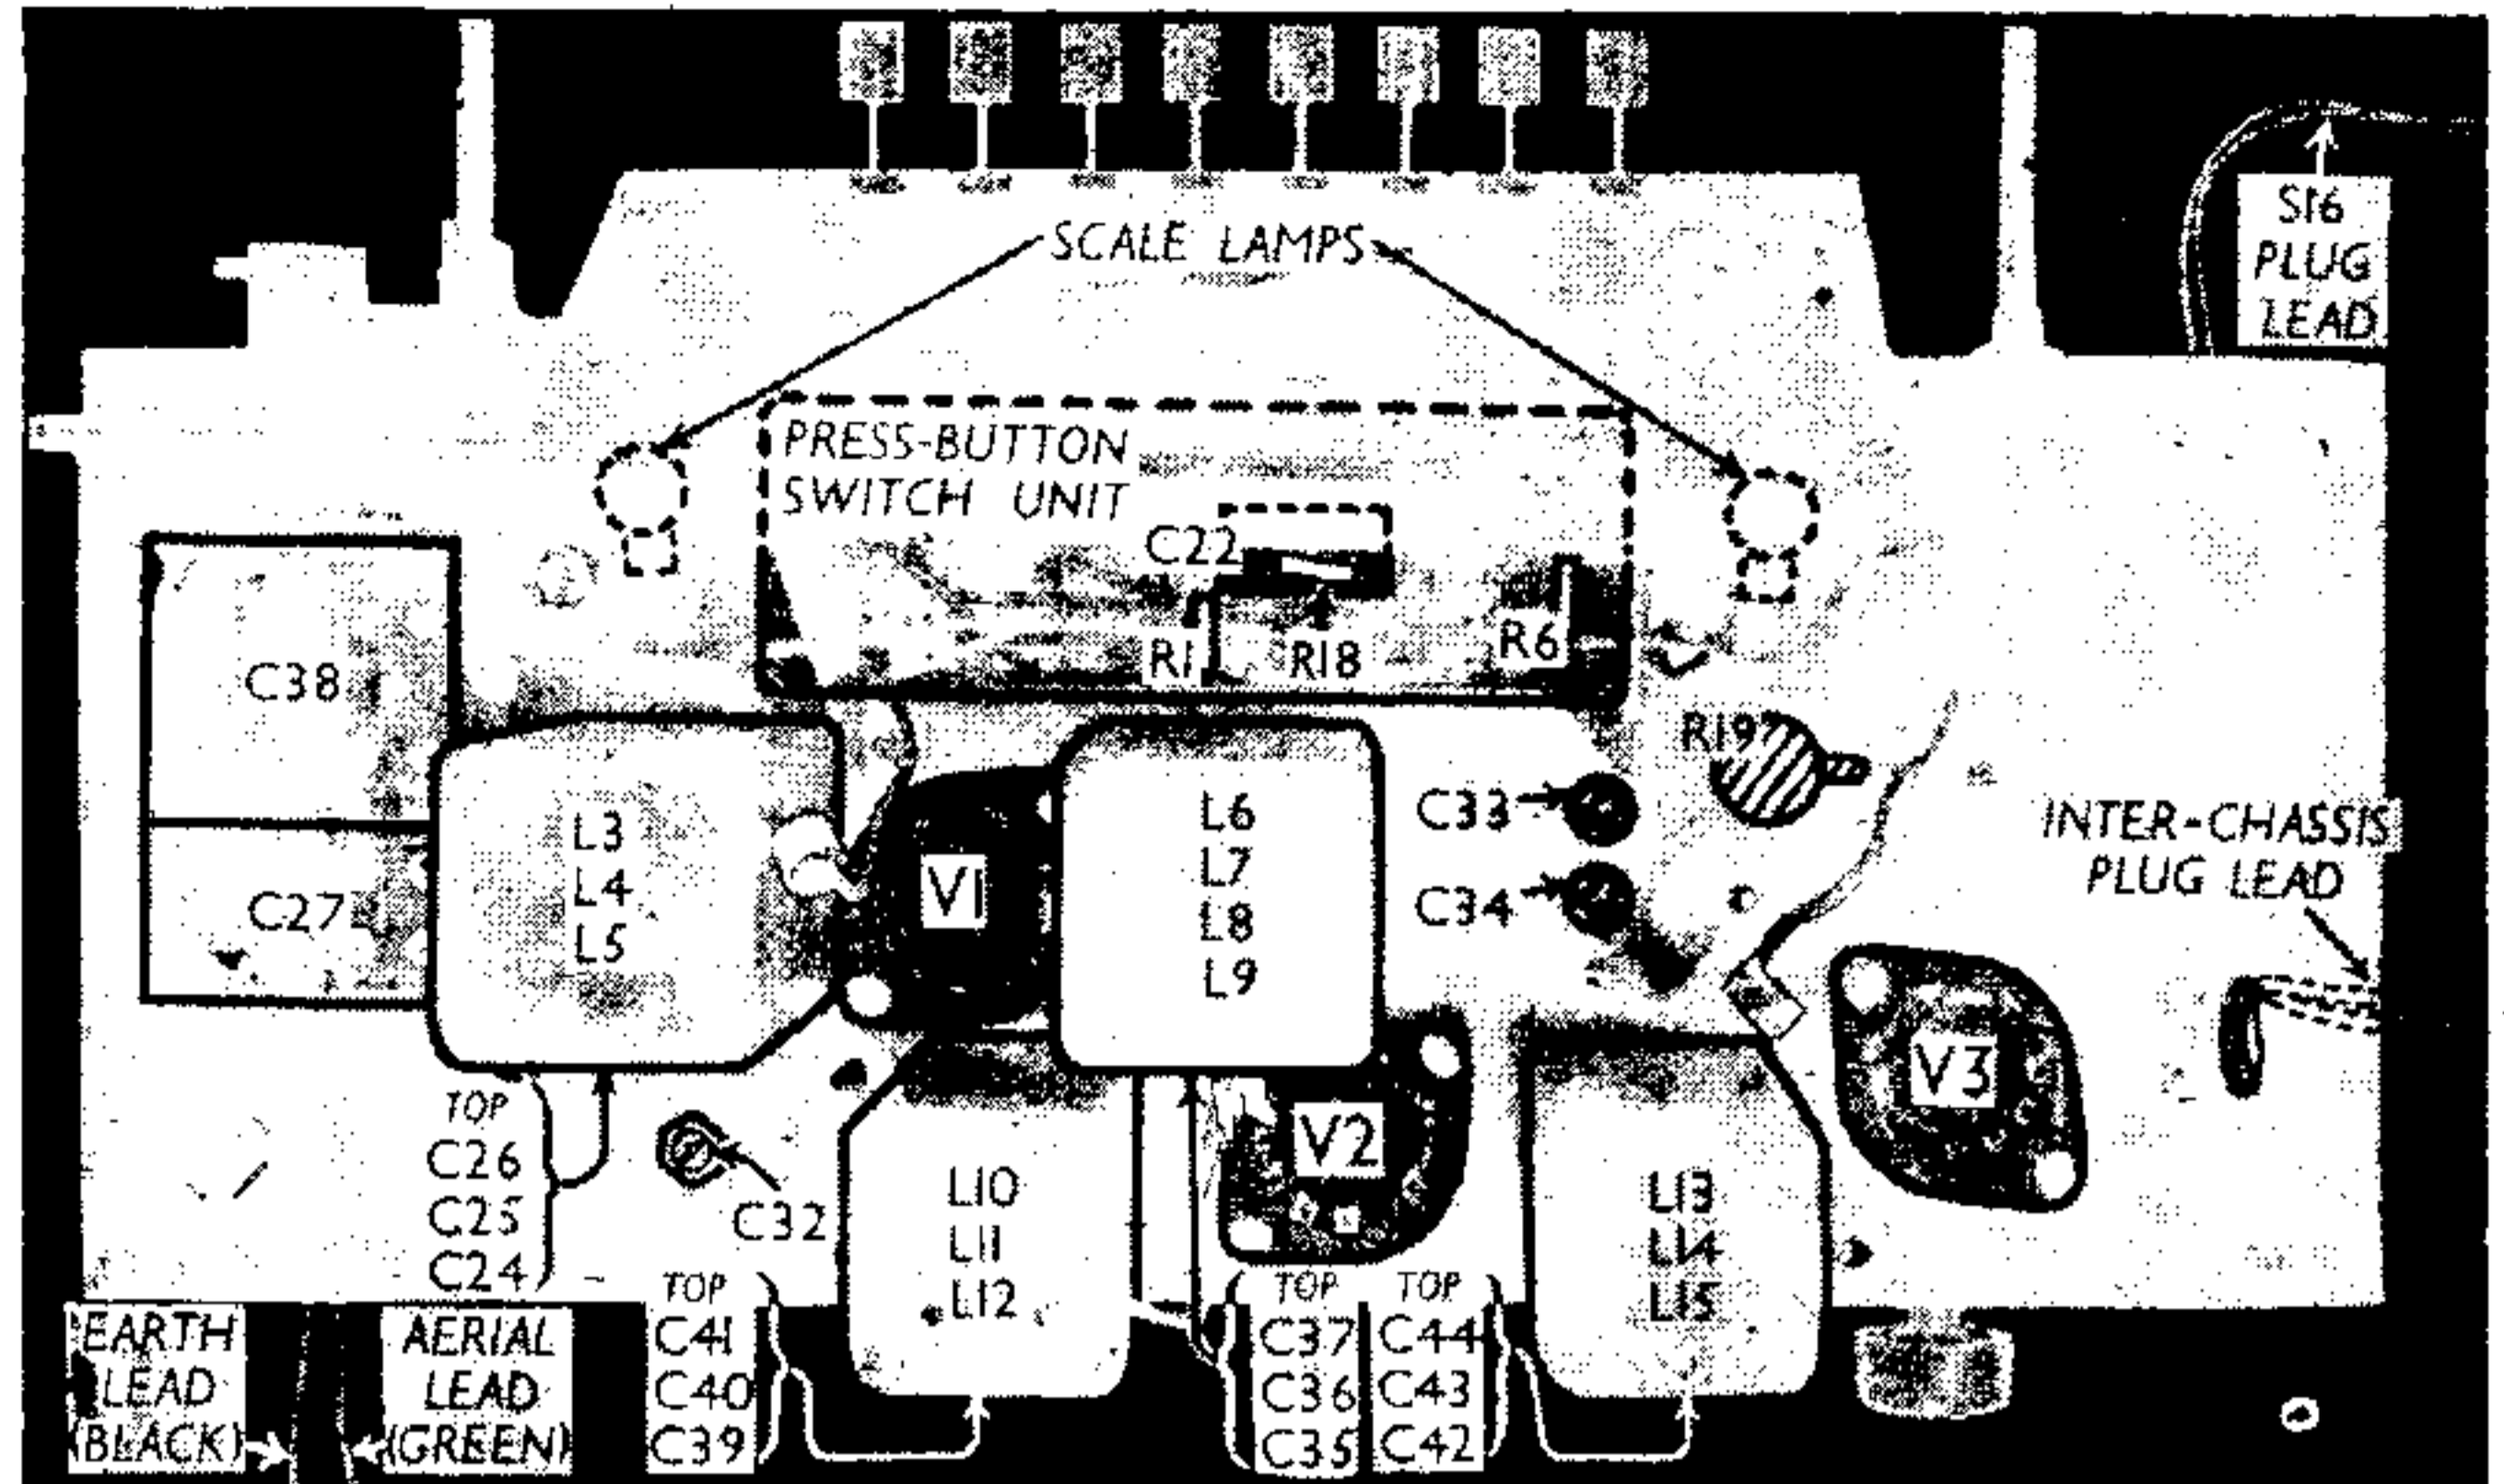 SCALE LAMPS
S16
PLUG
LEAD
PRESS-BUTTON
SWITCH UNIT
C22
R1
R18
R6
C38
R19
L3
L4
L5
V1
L6
L7
L8
L9
C33
C34
INTER-CHASSIS
PLUG LEAD
C27
V3
V2
TOP
C26
C25
C24
C32
L10
L11
L12
L13
L14
L15
EARTH
LEAD
(BLACK)
AERIAL
LEAD
(GREEN)
TOP
C41
C40
C39
TOP
C37
C36
C35
TOP
C44
C43
C42